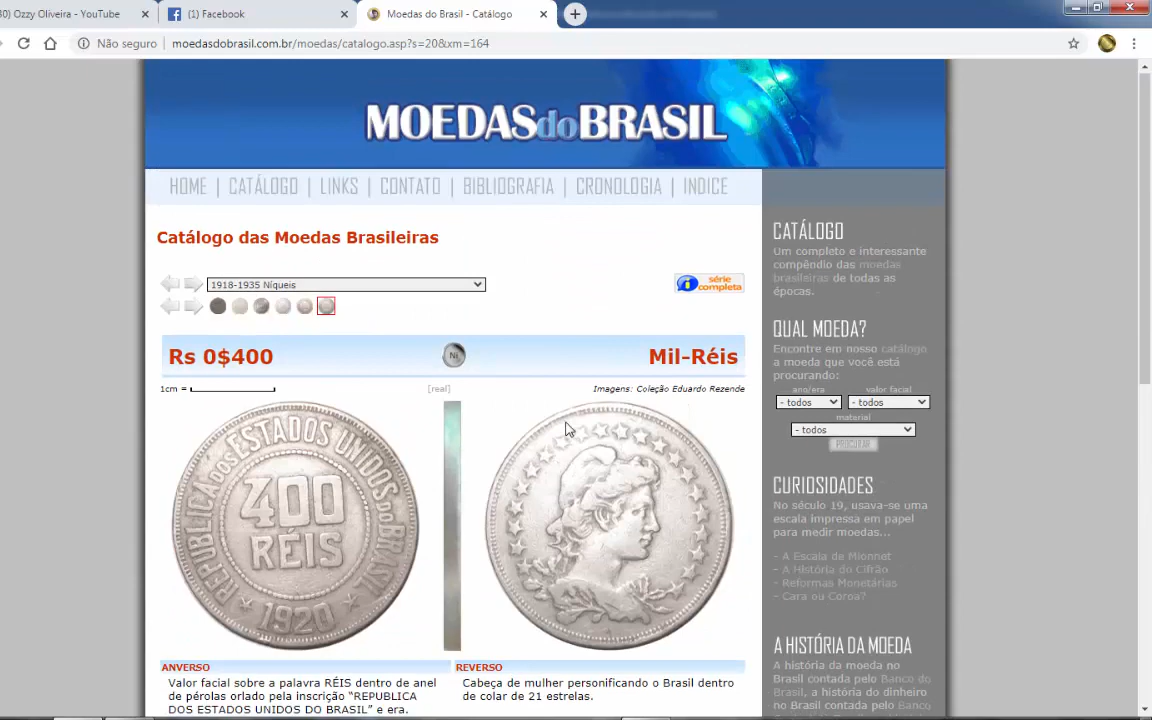 30) Ozzy Oliveira - YouTube
(1) Facebook
Moedas do Brasil - Catálogo
Não seguro
moedasdobrasil.com.br/moedas/catalogo.asp?s=20&xm=164
MOEDASdoBRASIL
HOME | CATÁLOGO | LINKS | CONTATO | BIBLIOGRAFIA | CRONOLOGIA | INDICE
Catálogo das Moedas Brasileiras
1918-1935 Níqueis
série
completa
Rs 0$400
Ni
Mil-Réis
1cm =
[real]
Imagens: Coleção Eduardo Rezende
REPUBLICA DOS ESTADOS UNIDOS DO BRASIL
400
RÉIS
1920
ANVERSO
Valor facial sobre a palavra RÉIS dentro de anel
de pérolas orlado pela inscrição “REPUBLICA
DOS ESTADOS UNIDOS DO BRASIL” e era.
REVERSO
Cabeça de mulher personificando o Brasil dentro
de colar de 21 estrelas.
CATÁLOGO
Um completo e interessante
compêndio das moedas
brasileiras de todas as
épocas.
QUAL MOEDA?
Encontre em nosso catálogo
a moeda que você está
procurando:
ano/era
valor facial
- todos
- todos
material
- todos
PROCURAR
CURIOSIDADES
No século 19, usava-se uma
escala impressa em papel
para medir moedas...
- A Escala de Mionnet
- A História do Cifrão
- Reformas Monetárias
- Cara ou Coroa?
A HISTÓRIA DA MOEDA
A história da moeda no
Brasil contada pelo Banco do
Brasil, a história do dinheiro
no Brasil contada pelo Banco